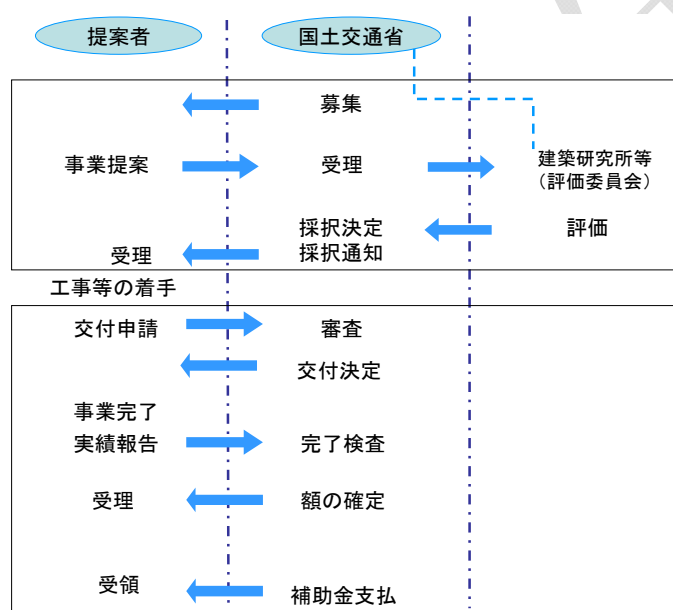 提案者
国土交通省
募集
事業提案
受理
建築研究所等
（評価委員会）
採択決定
評価
採択通知
受理
工事等の着手
交付申請
審査
交付決定
事業完了
実績報告
完了検査
受理
額の確定
受領
補助金支払